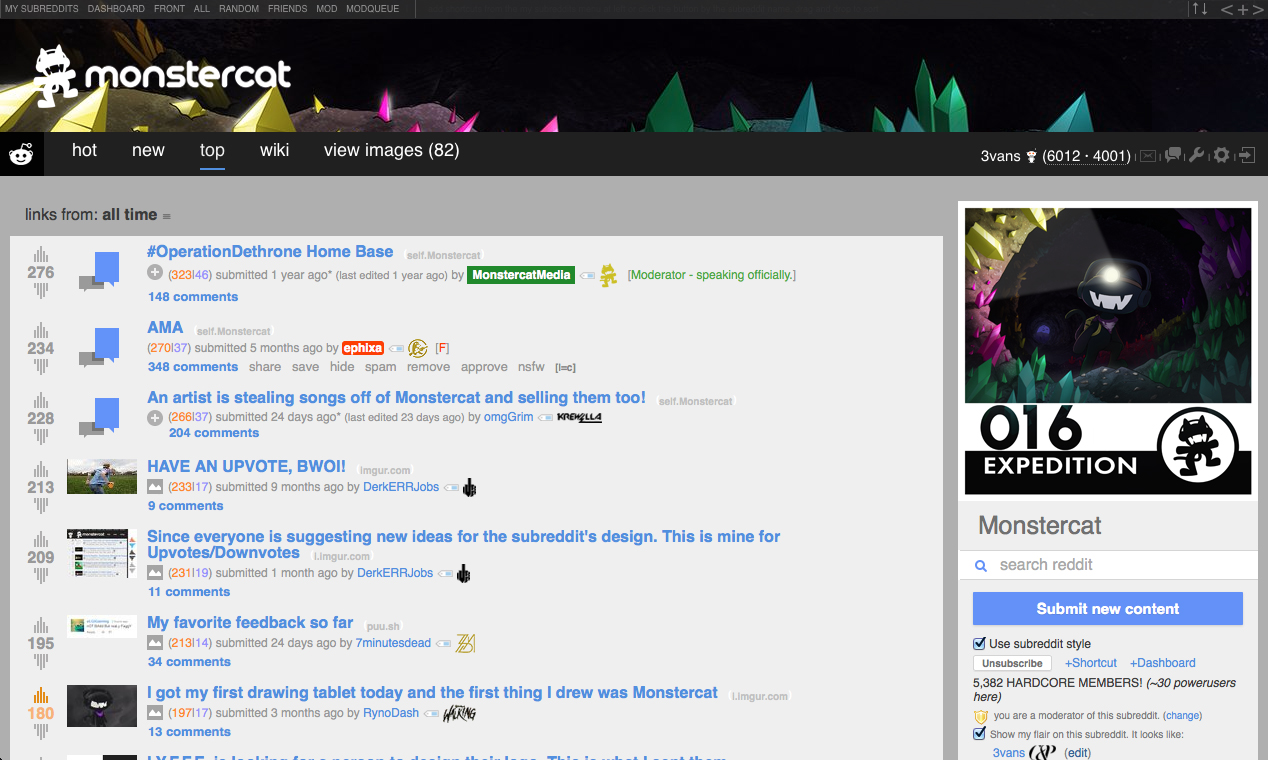 MY SUBREDDITS DASHBOARD FRONT ALL RANDOM FRIENDS MOD MODQUEUE
monstercat
hot new top wiki view images (82)
3vans (6012 · 4001)
links from: all time
276
#OperationDethrone Home Base self.Monstercat
(323|46) submitted 1 year ago* (last edited 1 year ago) by MonstercatMedia [Moderator - speaking officially.]
148 comments
234
AMA self.Monstercat
(270|37) submitted 5 months ago by ephixa [F]
348 comments share save hide spam remove approve nsfw [l=c]
228
An artist is stealing songs off of Monstercat and selling them too! self.Monstercat
(266|37) submitted 24 days ago* (last edited 23 days ago) by omgGrim KREWELLA
204 comments
213
HAVE AN UPVOTE, BWOI! imgur.com
(233|17) submitted 9 months ago by DerkERRJobs
9 comments
209
Since everyone is suggesting new ideas for the subreddit's design. This is mine for
Upvotes/Downvotes i.imgur.com
(231|19) submitted 1 month ago by DerkERRJobs
11 comments
195
My favorite feedback so far puu.sh
(213|14) submitted 24 days ago by 7minutesdead
34 comments
180
I got my first drawing tablet today and the first thing I drew was Monstercat i.imgur.com
(197|17) submitted 3 months ago by RynoDash
13 comments
016
EXPEDITION
Monstercat
search reddit
Submit new content
Use subreddit style
Unsubscribe +Shortcut +Dashboard
5,382 HARDCORE MEMBERS! (~30 powerusers
here)
you are a moderator of this subreddit. (change)
Show my flair on this subreddit. It looks like:
3vans (edit)